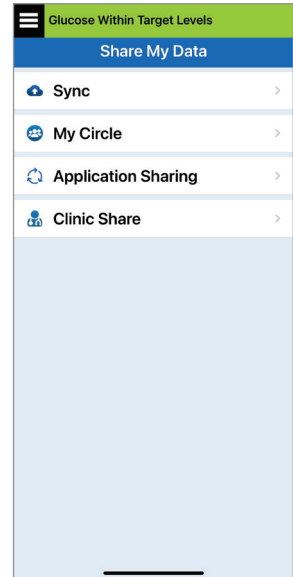 Glucose Within Target Levels
Share My Data
Sync
My Circle
Application Sharing
Clinic Share